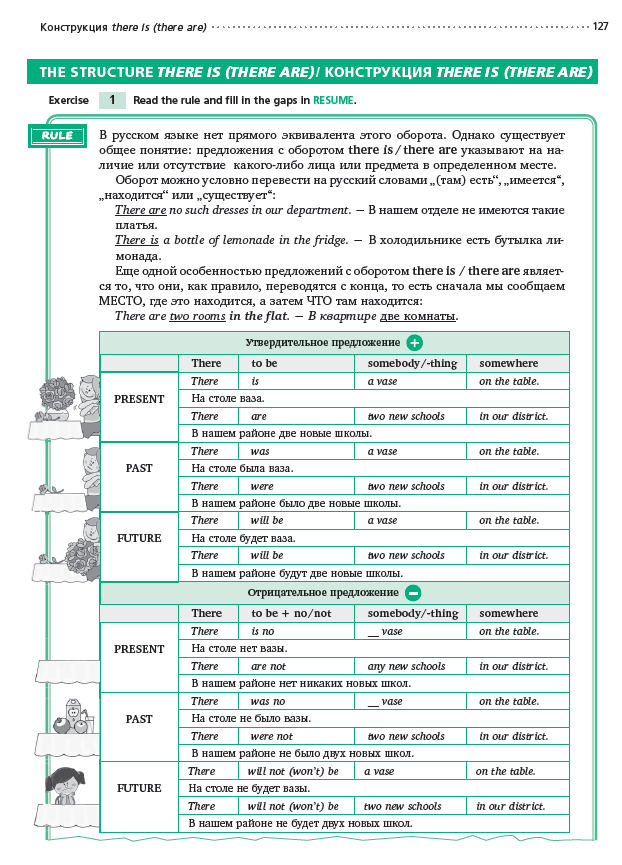 Конструкция there is (there are) 127
THE STRUCTURE THERE IS (THERE ARE)/ КОНСТРУКЦИЯ THERE IS (THERE ARE)
Exercise 1 Read the rule and fill in the gaps in RESUME.
RULE
В русском языке нет прямого эквивалента этого оборота. Однако существует
общее понятие: предложения с оборотом there is / there are указывают на на-
личие или отсутствие какого-либо лица или предмета в определенном месте.
Оборот можно условно перевести на русский словами „(там) есть“, „имеется“,
„находится“ или „существует“:
There are no such dresses in our department. — В нашем отделе не имеются такие
платья.
There is a bottle of lemonade in the fridge. — В холодильнике есть бутылка ли-
монада.
Еще одной особенностью предложений с оборотом there is / there are являет-
ся то, что они, как правило, переводятся с конца, то есть сначала мы сообщаем
МЕСТО, где это находится, а затем ЧТО там находится:
There are two rooms in the flat. — В квартире две комнаты.
Утвердительное предложение +
There to be somebody/-thing somewhere
PRESENT
There is a vase on the table.
На столе ваза.
There are two new schools in our district.
В нашем районе две новые школы.
PAST
There was a vase on the table.
На столе была ваза.
There were two new schools in our district.
В нашем районе было две новые школы.
FUTURE
There will be a vase on the table.
На столе будет ваза.
There will be two new schools in our district.
В нашем районе будут две новые школы.
Отрицательное предложение −
There to be + no/not somebody/-thing somewhere
PRESENT
There is no __ vase on the table.
На столе нет вазы.
There are not any new schools in our district.
В нашем районе нет никаких новых школ.
PAST
There was no __ vase on the table.
На столе не было вазы.
There were not two new schools in our district.
В нашем районе не было двух новых школ.
FUTURE
There will not (won’t) be a vase on the table.
На столе не будет вазы.
There will not (won’t) be two new schools in our district.
В нашем районе не будет двух новых школ.